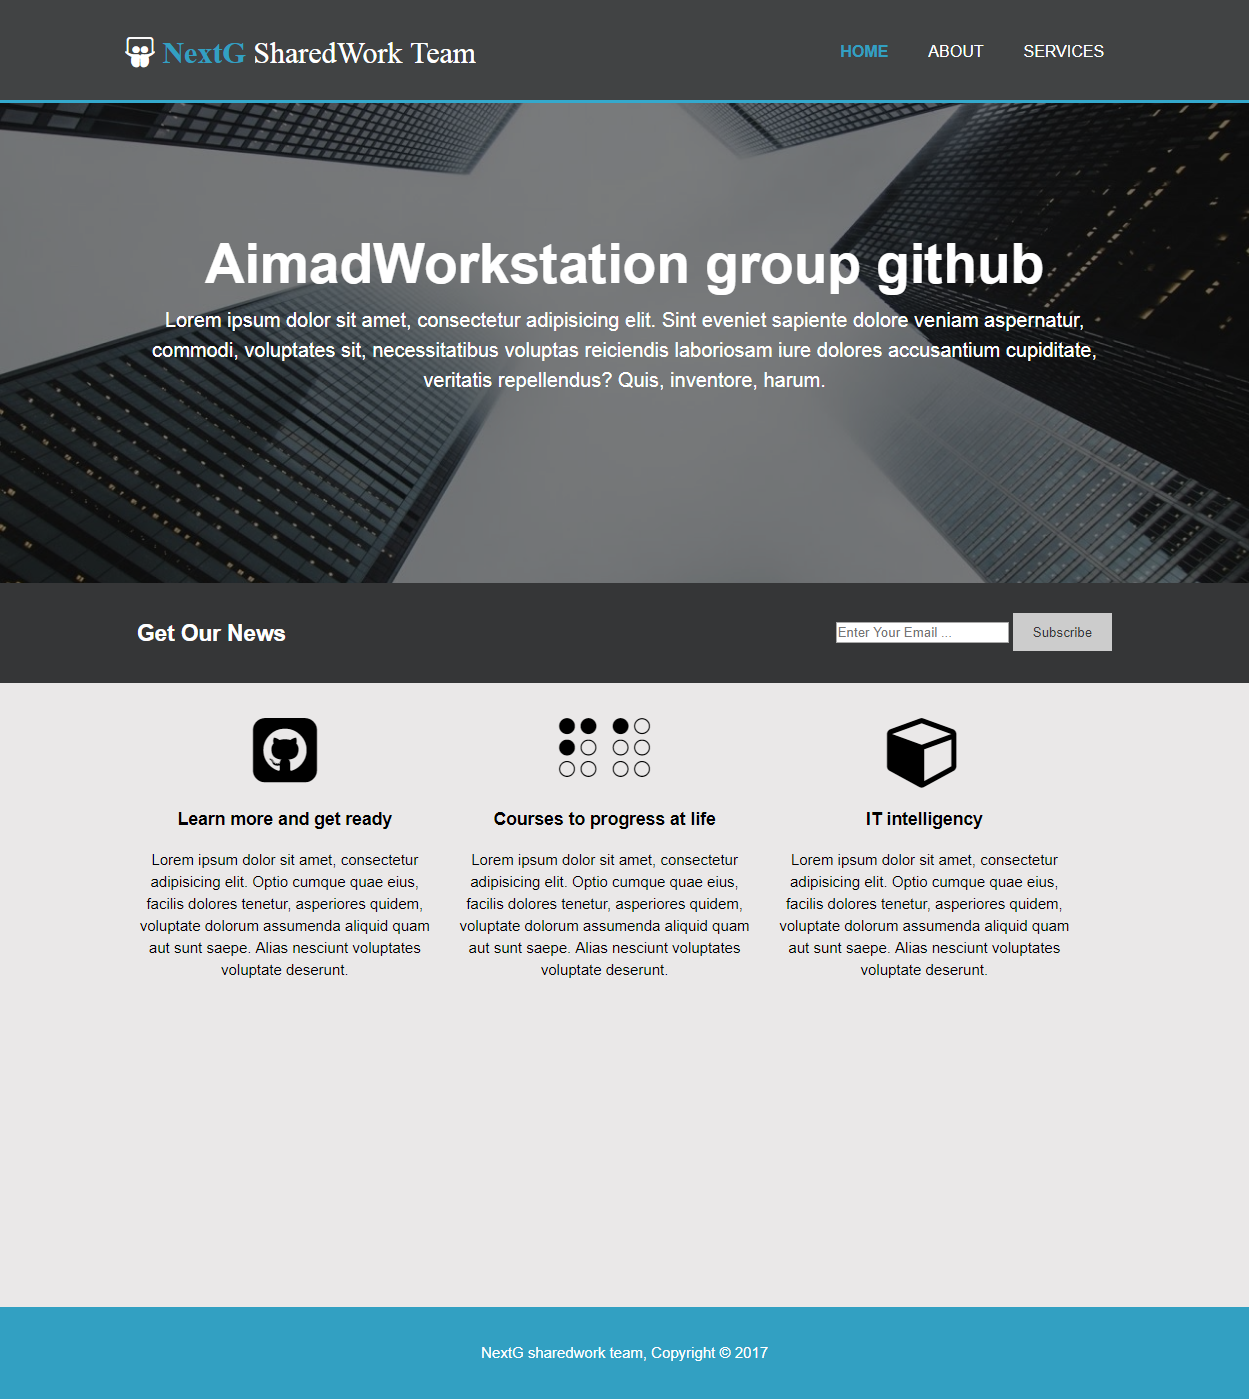 NextG SharedWork Team
HOME ABOUT SERVICES
AimadWorkstation group github
Lorem ipsum dolor sit amet, consectetur adipisicing elit. Sint eveniet sapiente dolore veniam aspernatur,
commodi, voluptates sit, necessitatibus voluptas reiciendis laboriosam iure dolores accusantium cupiditate,
veritatis repellendus? Quis, inventore, harum.
Get Our News
Enter Your Email ...
Subscribe
Learn more and get ready
Lorem ipsum dolor sit amet, consectetur
adipisicing elit. Optio cumque quae eius,
facilis dolores tenetur, asperiores quidem,
voluptate dolorum assumenda aliquid quam
aut sunt saepe. Alias nesciunt voluptates
voluptate deserunt.
Courses to progress at life
Lorem ipsum dolor sit amet, consectetur
adipisicing elit. Optio cumque quae eius,
facilis dolores tenetur, asperiores quidem,
voluptate dolorum assumenda aliquid quam
aut sunt saepe. Alias nesciunt voluptates
voluptate deserunt.
IT intelligency
Lorem ipsum dolor sit amet, consectetur
adipisicing elit. Optio cumque quae eius,
facilis dolores tenetur, asperiores quidem,
voluptate dolorum assumenda aliquid quam
aut sunt saepe. Alias nesciunt voluptates
voluptate deserunt.
NextG sharedwork team, Copyright © 2017